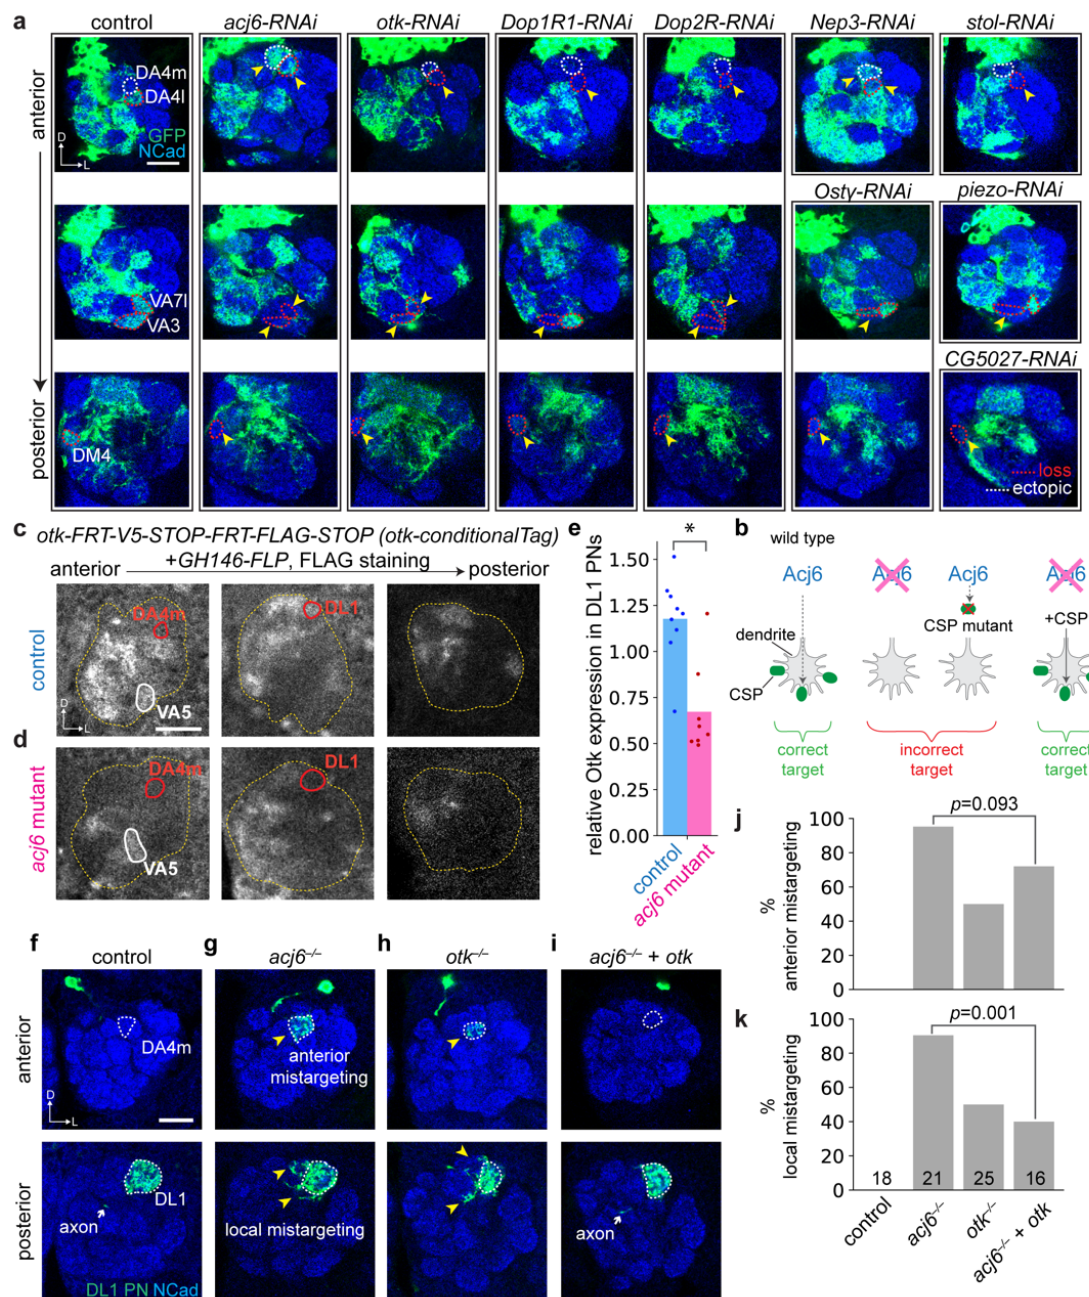 a
control
acj6-RNAi
otk-RNAi
Dop1R1-RNAi
Dop2R-RNAi
Nep3-RNAi
stol-RNAi
anterior
posterior
DA4m
DA4l
GFP
NCad
D
L
Ostγ-RNAi
piezo-RNAi
VA7l
VA3
CG5027-RNAi
DM4
loss
ectopic
c
otk-FRT-V5-STOP-FRT-FLAG-STOP (otk-conditionalTag)
+GH146-FLP, FLAG staining
anterior
posterior
control
DA4m
VA5
D
L
DL1
d
acj6 mutant
DA4m
VA5
DL1
e
relative Otk expression in DL1 PNs
*
1.50
1.25
1.00
0.75
0.50
0.25
0.00
control
acj6 mutant
b
wild type
Acj6
Acj6
Acj6
Acj6
CSP mutant
+CSP
dendrite
CSP
correct target
incorrect target
correct target
f
control
g
acj6–/–
h
otk–/–
i
acj6–/– + otk
anterior
DA4m
D
L
anterior
mistargeting
posterior
DL1
axon
DL1 PN NCad
local mistargeting
axon
j
% anterior mistargeting
100
80
60
40
20
0
p=0.093
k
% local mistargeting
100
80
60
40
20
0
p=0.001
18
21
25
16
control
acj6–/–
otk–/–
acj6–/– + otk